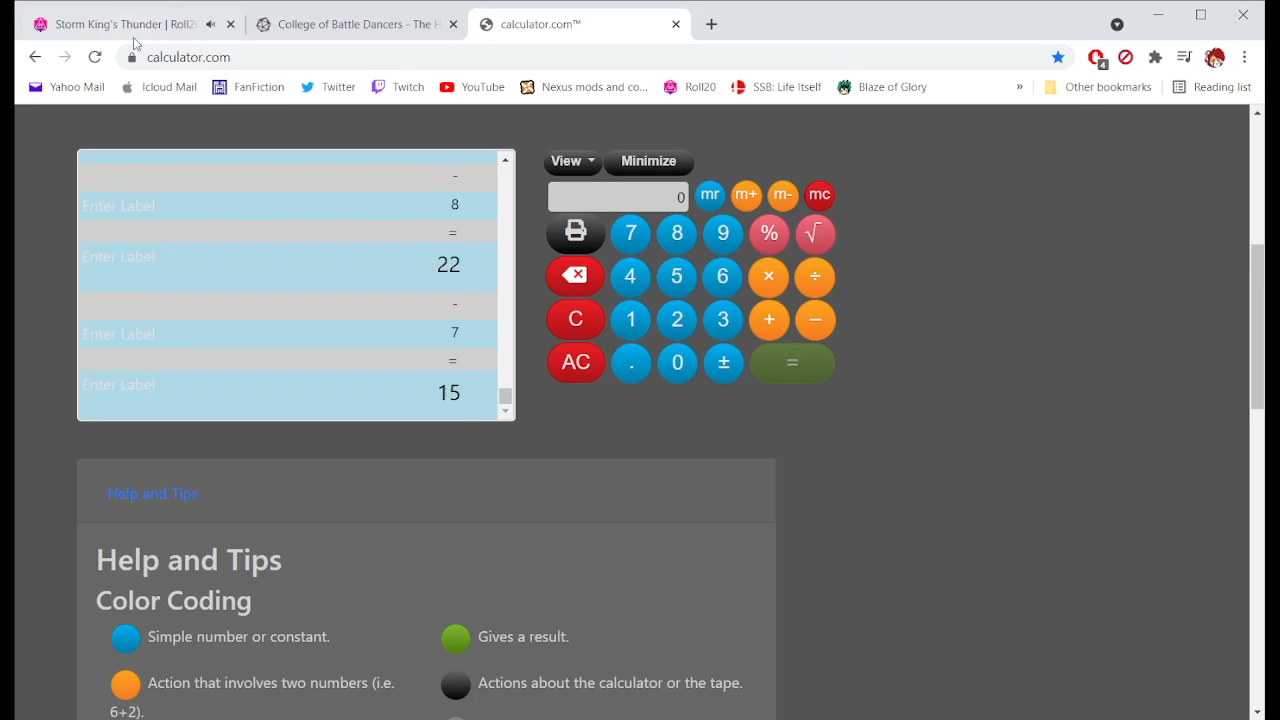 Storm King's Thunder | Roll2
College of Battle Dancers - The H
calculator.com™
calculator.com
Yahoo Mail
Icloud Mail
FanFiction
Twitter
Twitch
YouTube
Nexus mods and co...
Roll20
SSB: Life Itself
Blaze of Glory
»
Other bookmarks
Reading list
4
-
Enter Label 8
=
Enter Label 22
-
Enter Label 7
=
Enter Label 15
View Minimize
0 mr m+ m- mc
7 8 9 % √
4 5 6 × ÷
C 1 2 3 + −
AC . 0 ± =
Help and Tips
Help and Tips
Color Coding
Simple number or constant.
Gives a result.
Action that involves two numbers (i.e.
6+2).
Actions about the calculator or the tape.